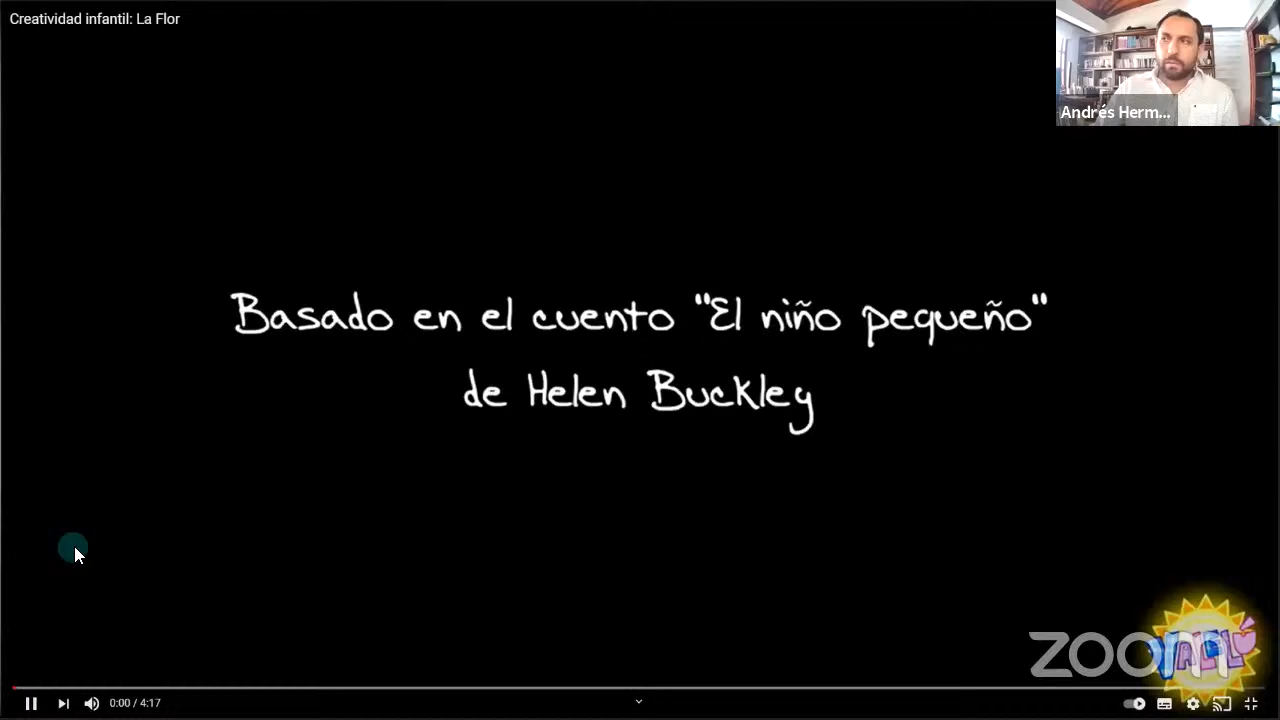 Creatividad infantil: La Flor
Andrés Herm...
Basado en el cuento "El niño pequeño"
de Helen Buckley
zoom
0:00 / 4:17